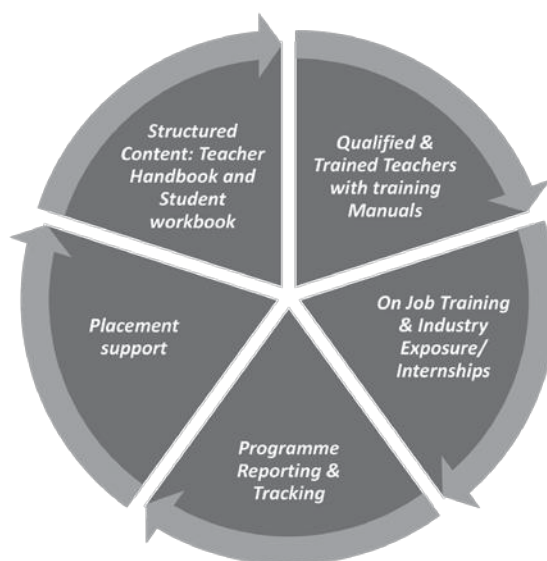 Structured
Content: Teacher
Handbook and
Student
workbook
Qualified &
Trained Teachers
with training
Manuals
On Job Training
& Industry
Exposure/
Internships
Programme
Reporting &
Tracking
Placement
support